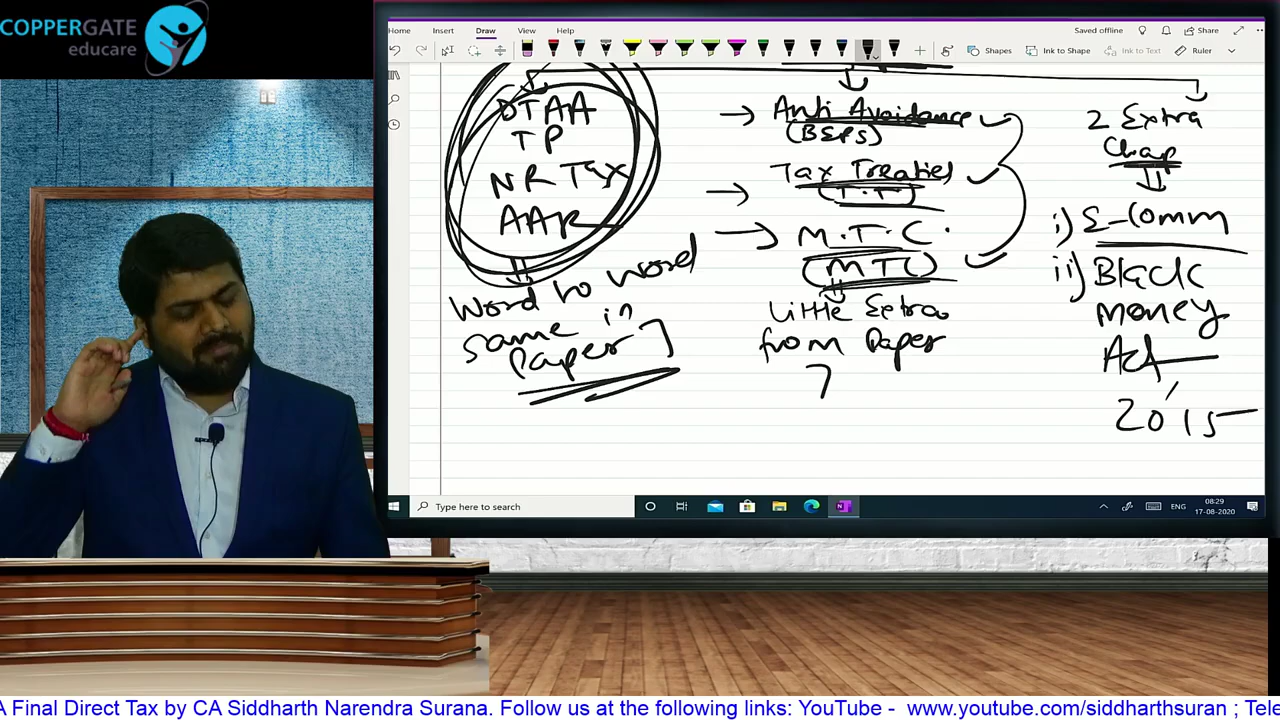 COPPERGATE
educare
Home Insert Draw View Help
Saved offline
Share
Shapes
Ink to Shape
Ink to Text
Ruler
DTAA
TP
NR Tax
AAR
Word to word
same in
Paper ]
→ Anti Avoidance
(BEPS)
→ Tax Treaties
(T.T)
→ M.T.C.
(MTC)
Little Extra
from Paper
7
2 Extra
Chap
i) E-Comm
ii) Black
money
Act
2015
Type here to search
ENG
08:29
17-08-2020
A Final Direct Tax by CA Siddharth Narendra Surana. Follow us at the following links: YouTube - www.youtube.com/siddharthsuran ; Tele